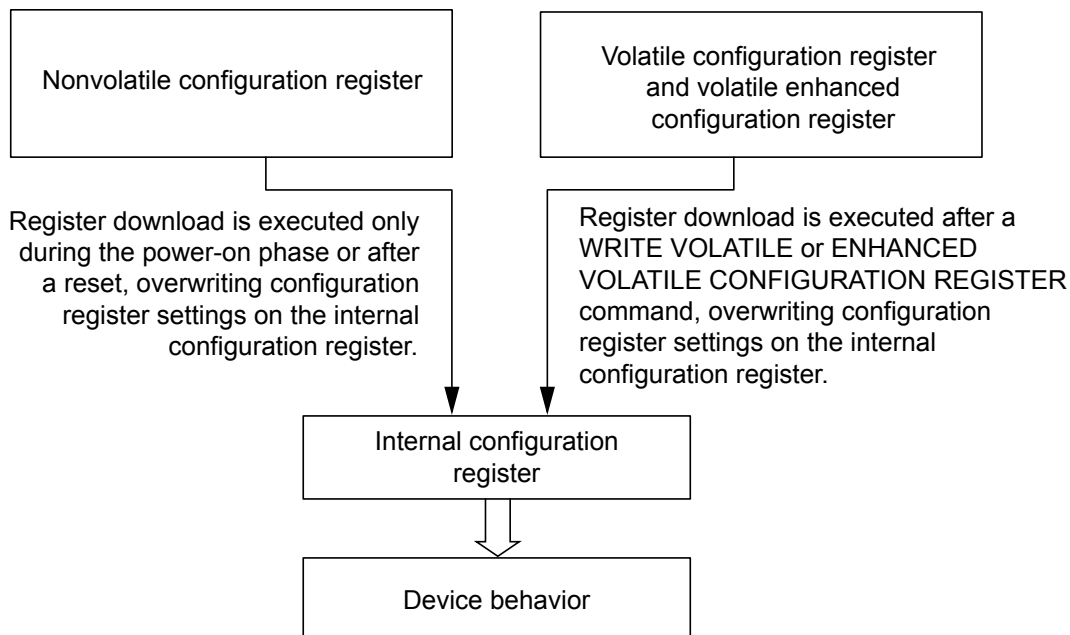 Nonvolatile configuration register
Volatile configuration register
and volatile enhanced
configuration register
Register download is executed only
during the power-on phase or after
a reset, overwriting configuration
register settings on the internal
configuration register.
Register download is executed after a
WRITE VOLATILE or ENHANCED
VOLATILE CONFIGURATION REGISTER
command, overwriting configuration
register settings on the internal
configuration register.
Internal configuration
register
Device behavior